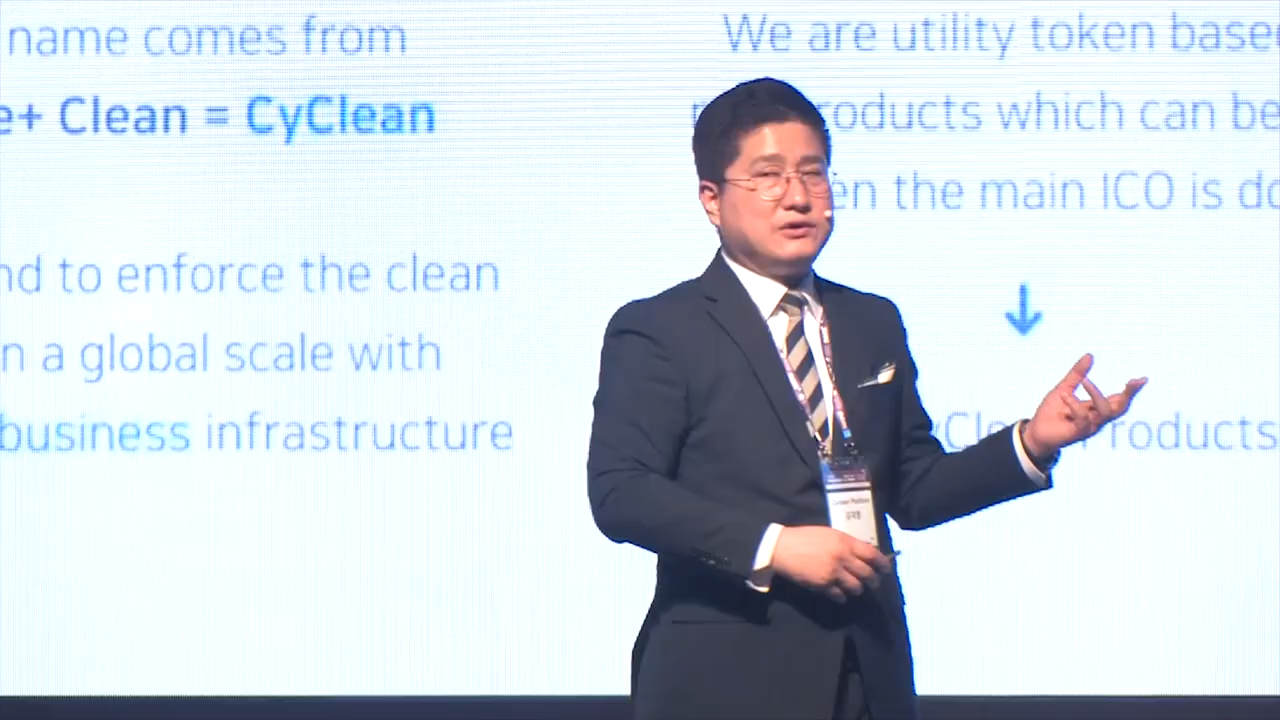 name comes from
e+ Clean = CyClean
nd to enforce the clean
n a global scale with
business infrastructure
We are utility token base
products which can be
en the main ICO is do
↓
Products